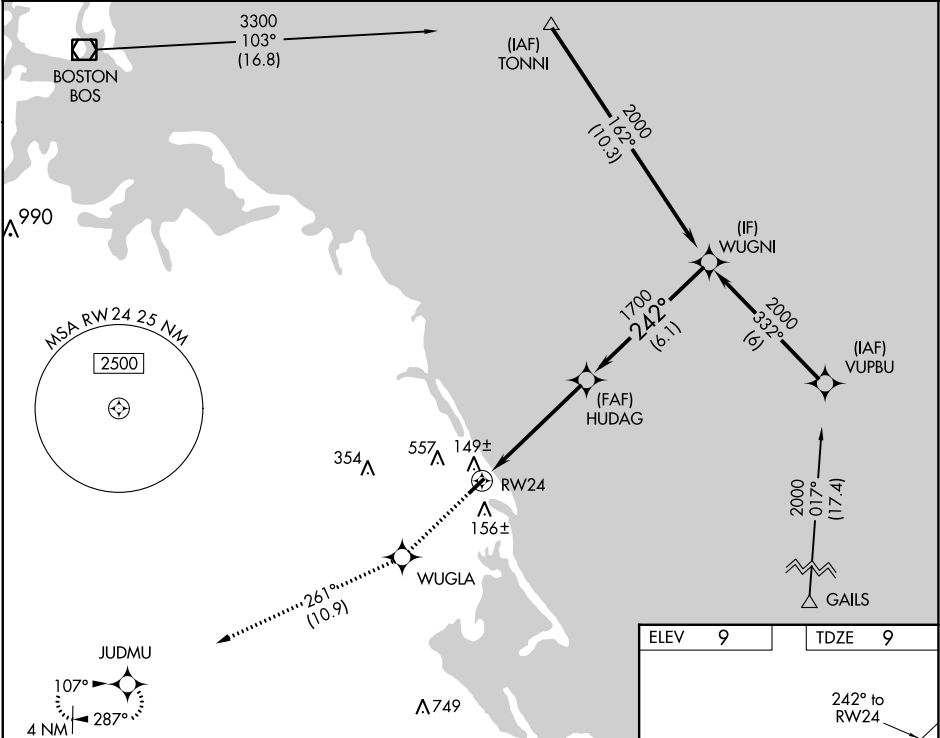 3300
103°
(16.8)
BOSTON
BOS
(IAF)
TONNI
2000
162°
(10.3)
990
(IF)
WUGNI
MSA RW 24 25 NM
2500
1700
242°
(6.1)
2000
332°
(6)
(IAF)
VUPBU
(FAF)
HUDAG
354
557
149±
RW24
156±
2000
017°
(17.4)
WUGLA
261°
(10.9)
GAILS
JUDMU
107°
287°
4 NM
749
ELEV 9
TDZE 9
242° to
RW24